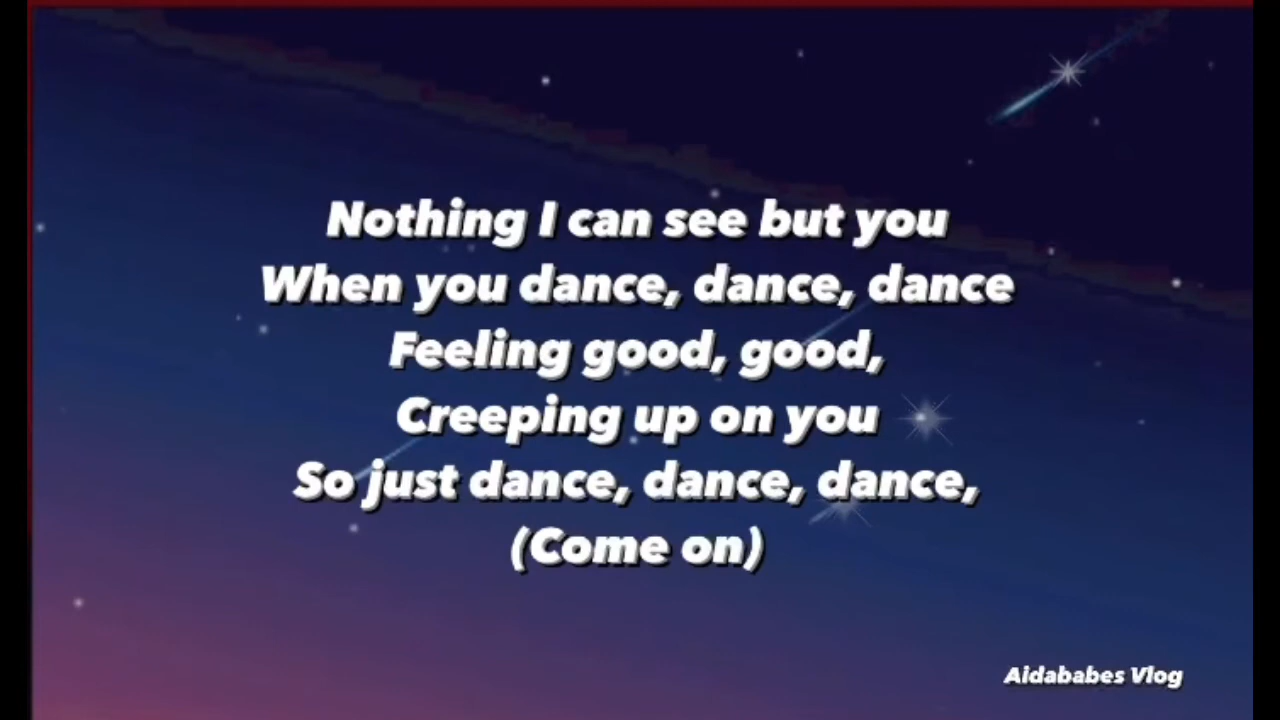 Nothing I can see but you
When you dance, dance, dance
Feeling good, good,
Creeping up on you
So just dance, dance, dance,
(Come on)
Aidababes Vlog